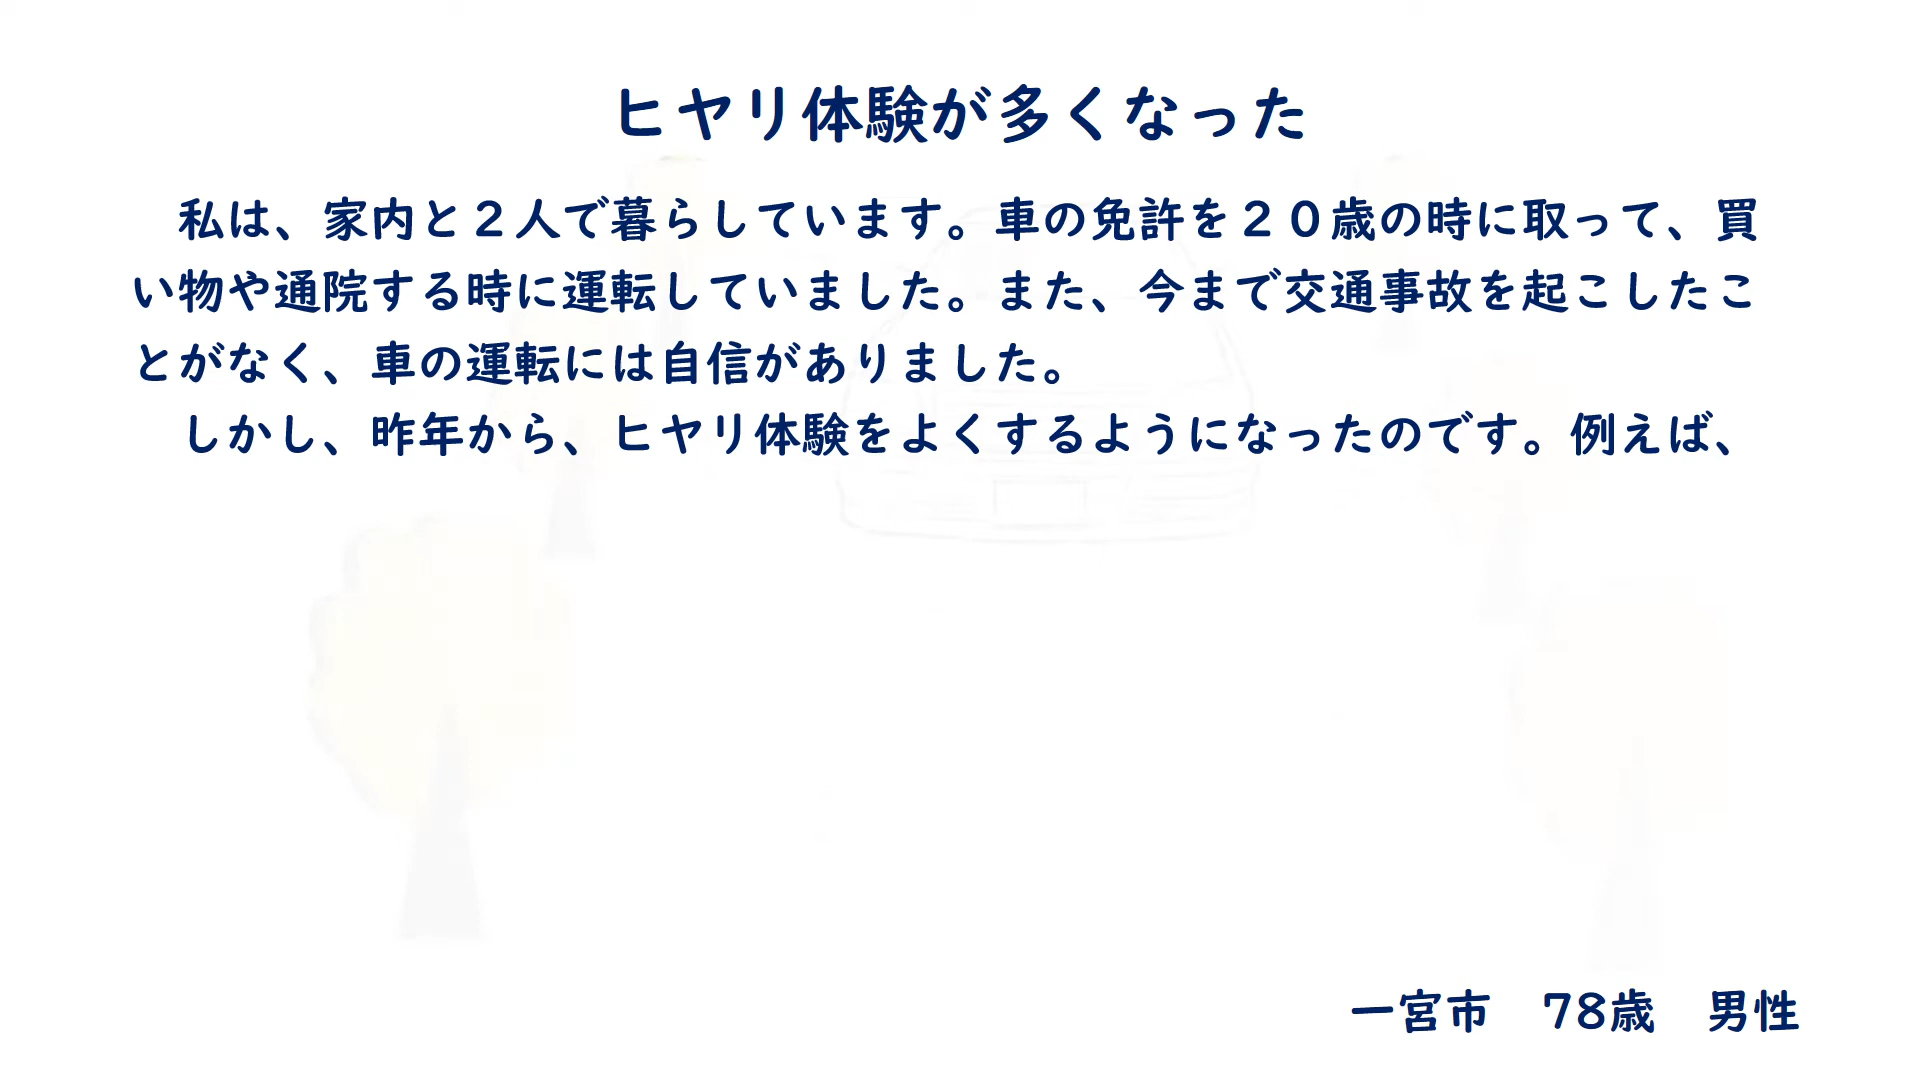 ヒヤリ体験が多くなった
　私は、家内と２人で暮らしています。車の免許を２０歳の時に取って、買
い物や通院する時に運転していました。また、今まで交通事故を起こしたこ
とがなく、車の運転には自信がありました。
　しかし、昨年から、ヒヤリ体験をよくするようになったのです。例えば、
一宮市　78歳　男性